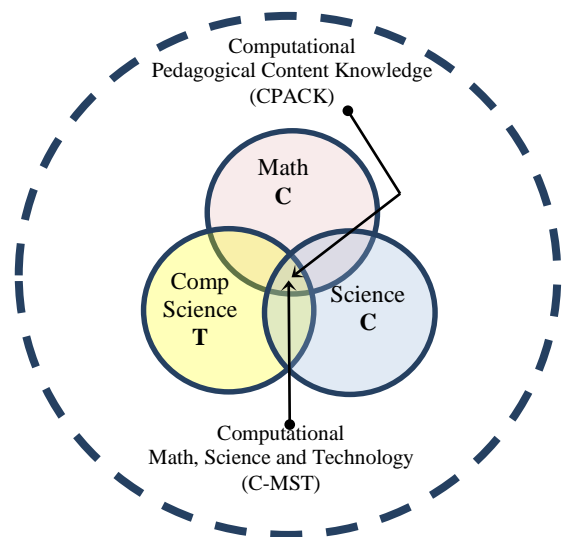 Computational
Pedagogical Content Knowledge
(CPACK)
Math
C
Comp
Science
T
Science
C
Computational
Math, Science and Technology
(C-MST)